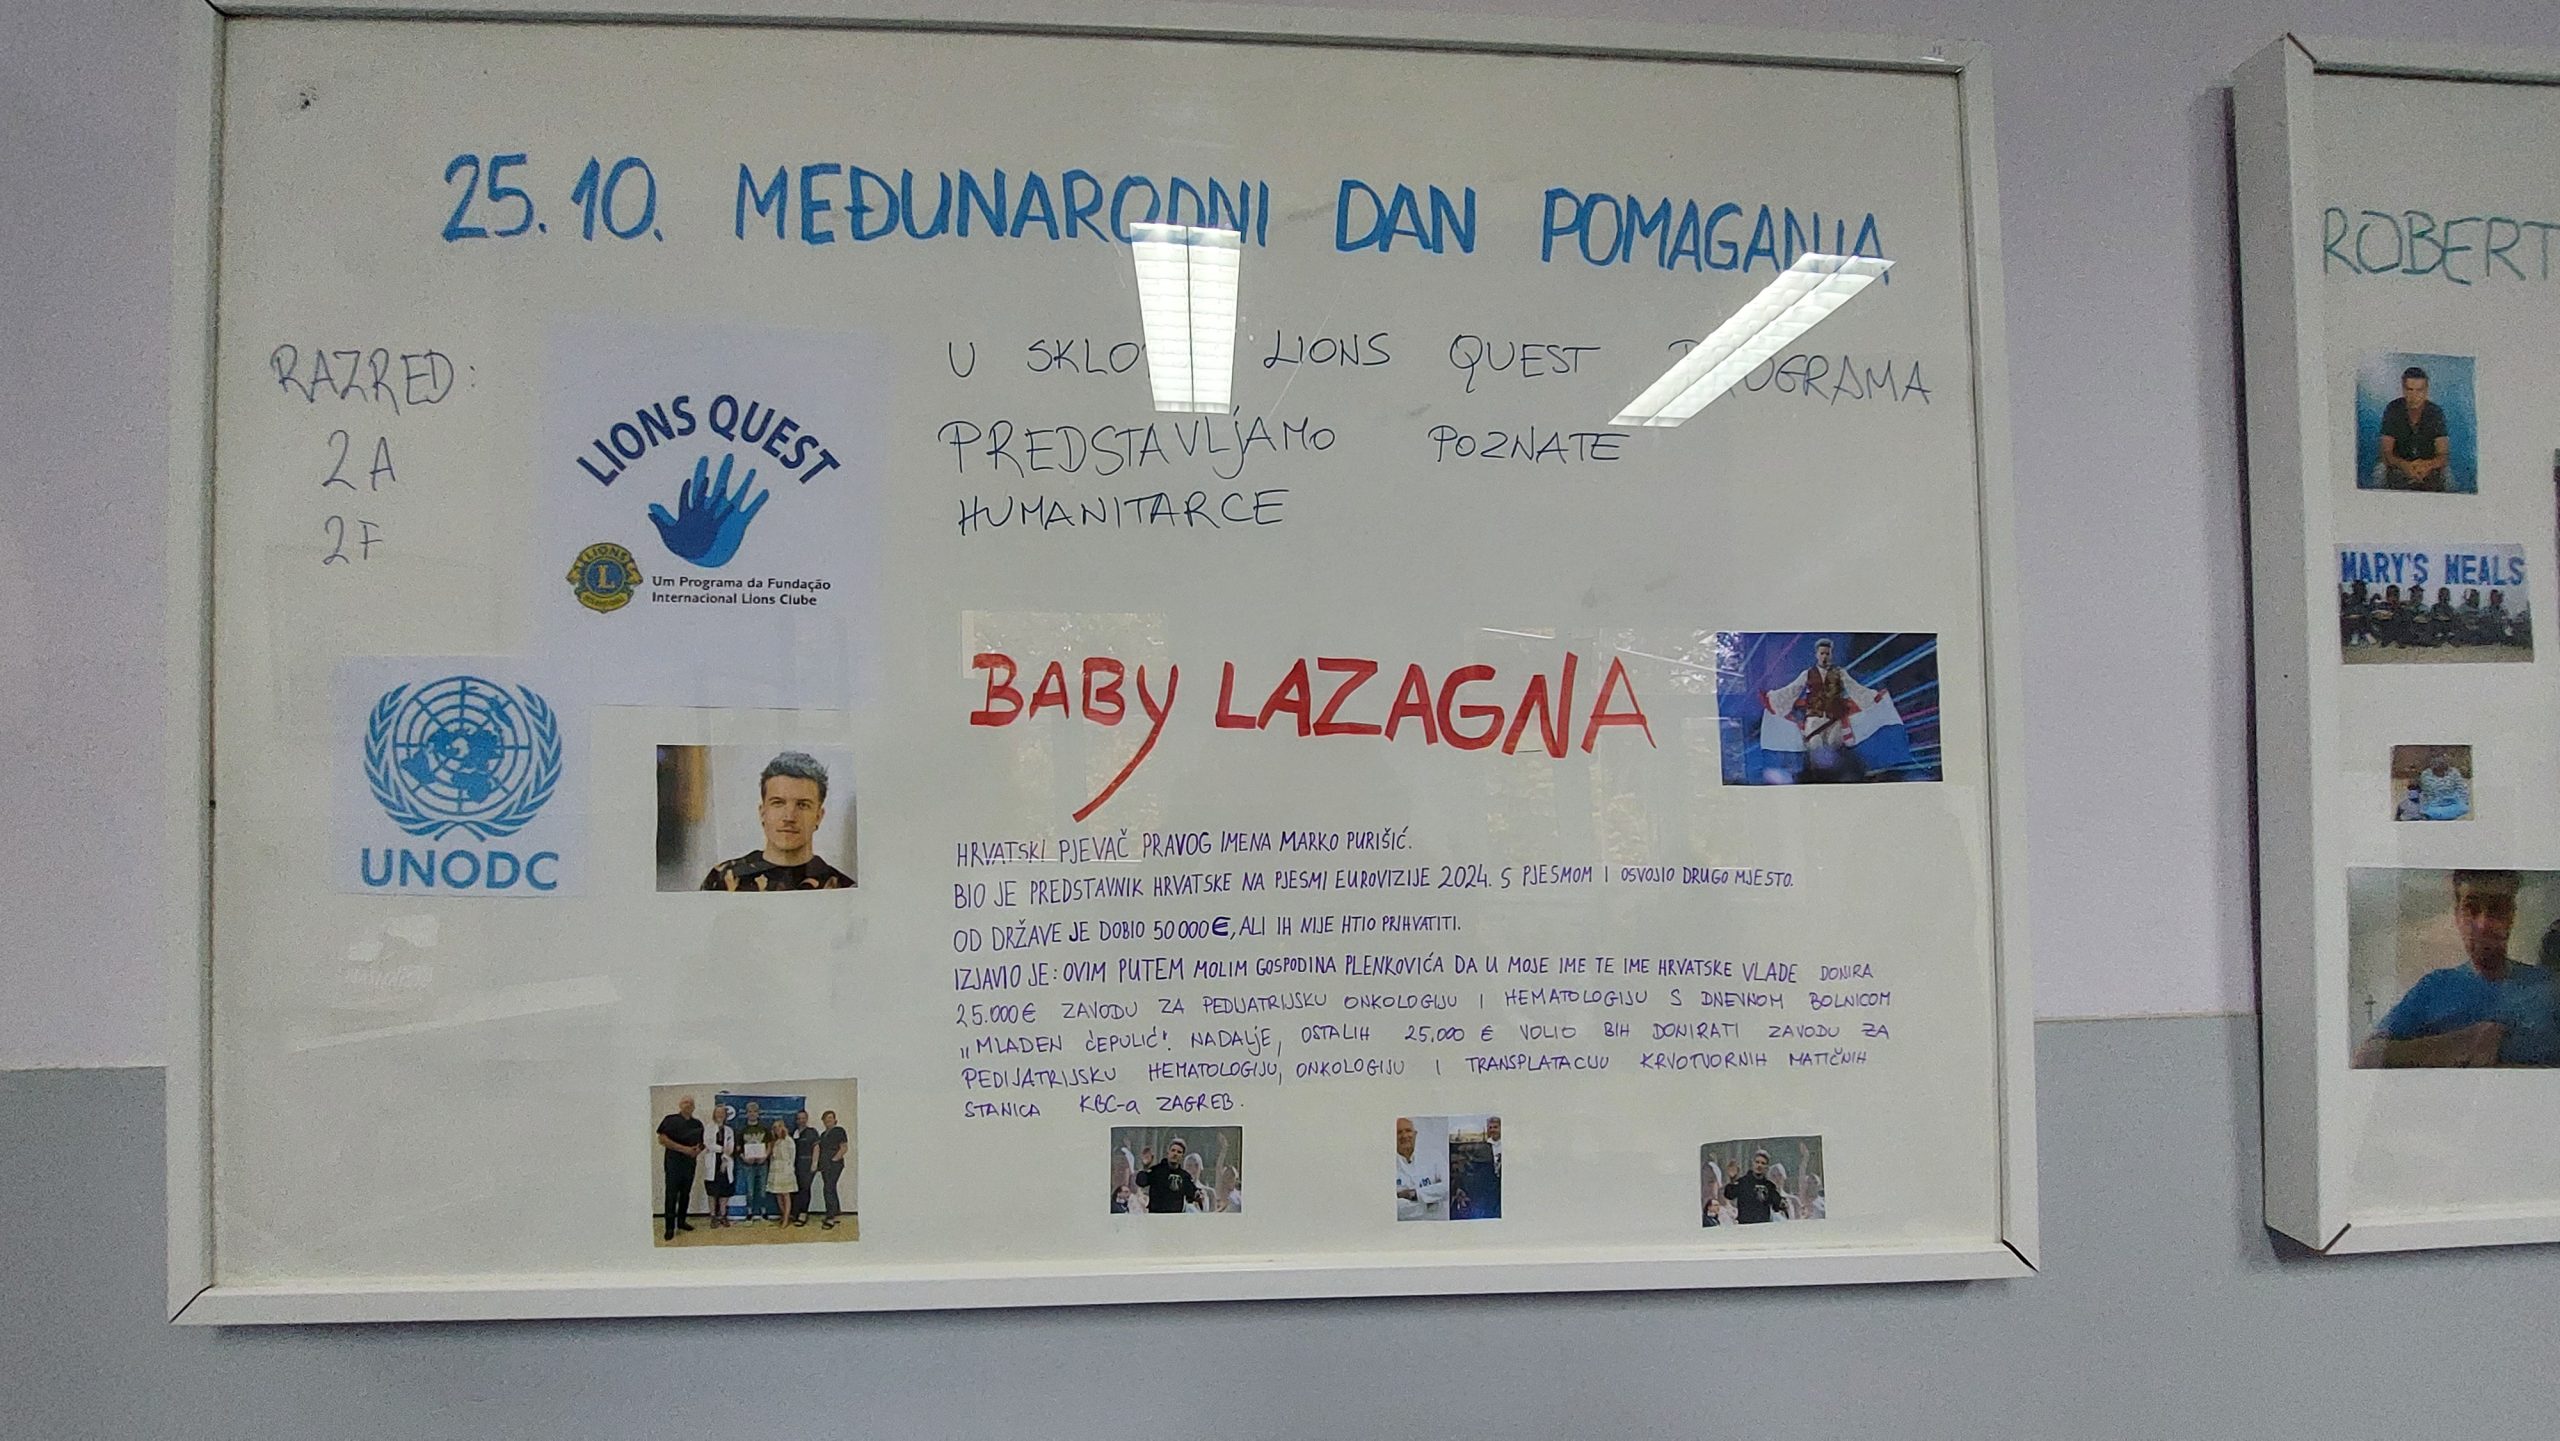 25.10. MEĐUNARODNI DAN POMAGANJA
RAZRED:
2A
2F
LIONS QUEST
LIONS
L
Um Programa da Fundação
Internacional Lions Clube
UNODC
U LIONS QUEST PROGRAMA
PREDSTAVLJAMO POZNATE
HUMANITARCE
BABY LAZAGNA
HRVATSKI PJEVAČ PRAVOG IMENA MARKO PURIŠIĆ.
BIO JE PREDSTAVNIK HRVATSKE NA PJESMI EUROVIZIJE 2024. S PJESMOM I OSVOJIO DRUGO MJESTO.
OD DRŽAVE JE DOBIO 50000€, ALI IH NIJE HTIO PRIHVATITI.
IZJAVIO JE: OVIM PUTEM MOLIM GOSPODINA PLENKOVIĆA DA U MOJE IME TE IME HRVATSKE VLADE DONIRA
25.000€ ZAVODU ZA PEDIJATRIJSKU ONKOLOGIJU I HEMATOLOGIJU S DNEVNOM BOLNICOM
„MLADEN ĆEPULIĆ". NADALJE, OSTALIH 25.000 € VOLIO BIH DONIRATI ZAVODU ZA
PEDIJATRIJSKU HEMATOLOGIJU, ONKOLOGIJU I TRANSPLATACIJU KRVOTVORNIH MATIČNIH
STANICA KBC-a ZAGREB.
ROBERT
MARY'S MEALS